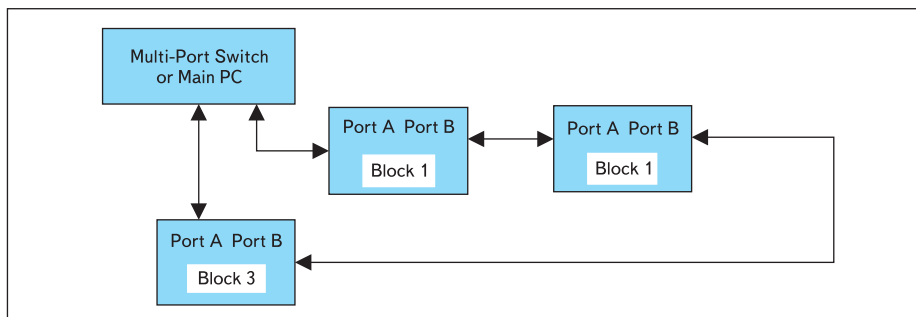 Multi-Port Switch
or Main PC
Port A Port B
Block 1
Port A Port B
Block 1
Port A Port B
Block 3